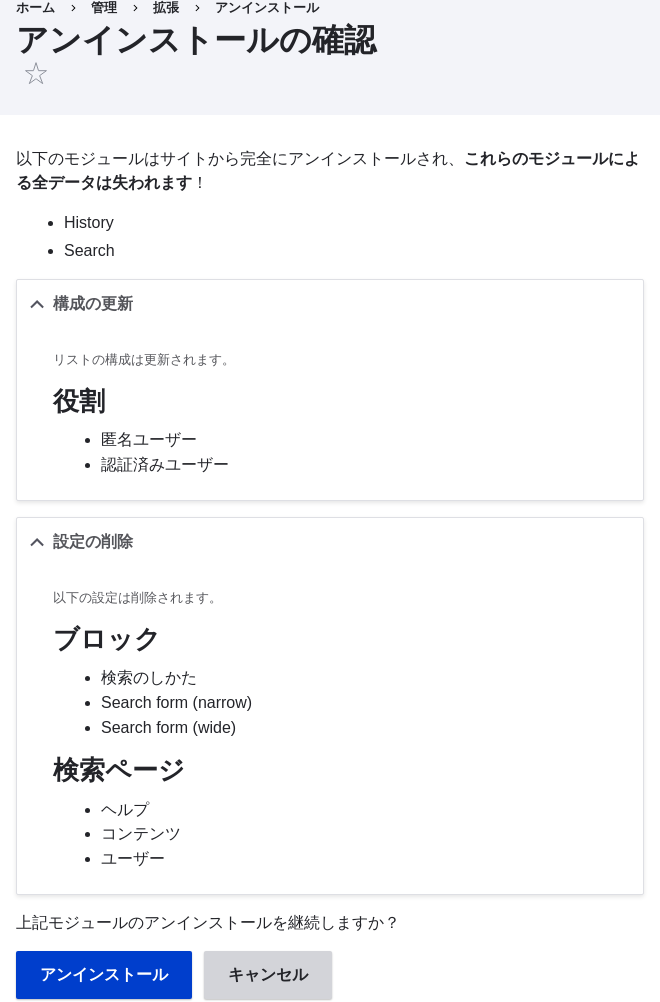 ホーム › 管理 › 拡張 › アンインストール
アンインストールの確認
以下のモジュールはサイトから完全にアンインストールされ、これらのモジュールによ
る全データは失われます！
• History
• Search
構成の更新
リストの構成は更新されます。
役割
• 匿名ユーザー
• 認証済みユーザー
設定の削除
以下の設定は削除されます。
ブロック
• 検索のしかた
• Search form (narrow)
• Search form (wide)
検索ページ
• ヘルプ
• コンテンツ
• ユーザー
上記モジュールのアンインストールを継続しますか？
アンインストール キャンセル